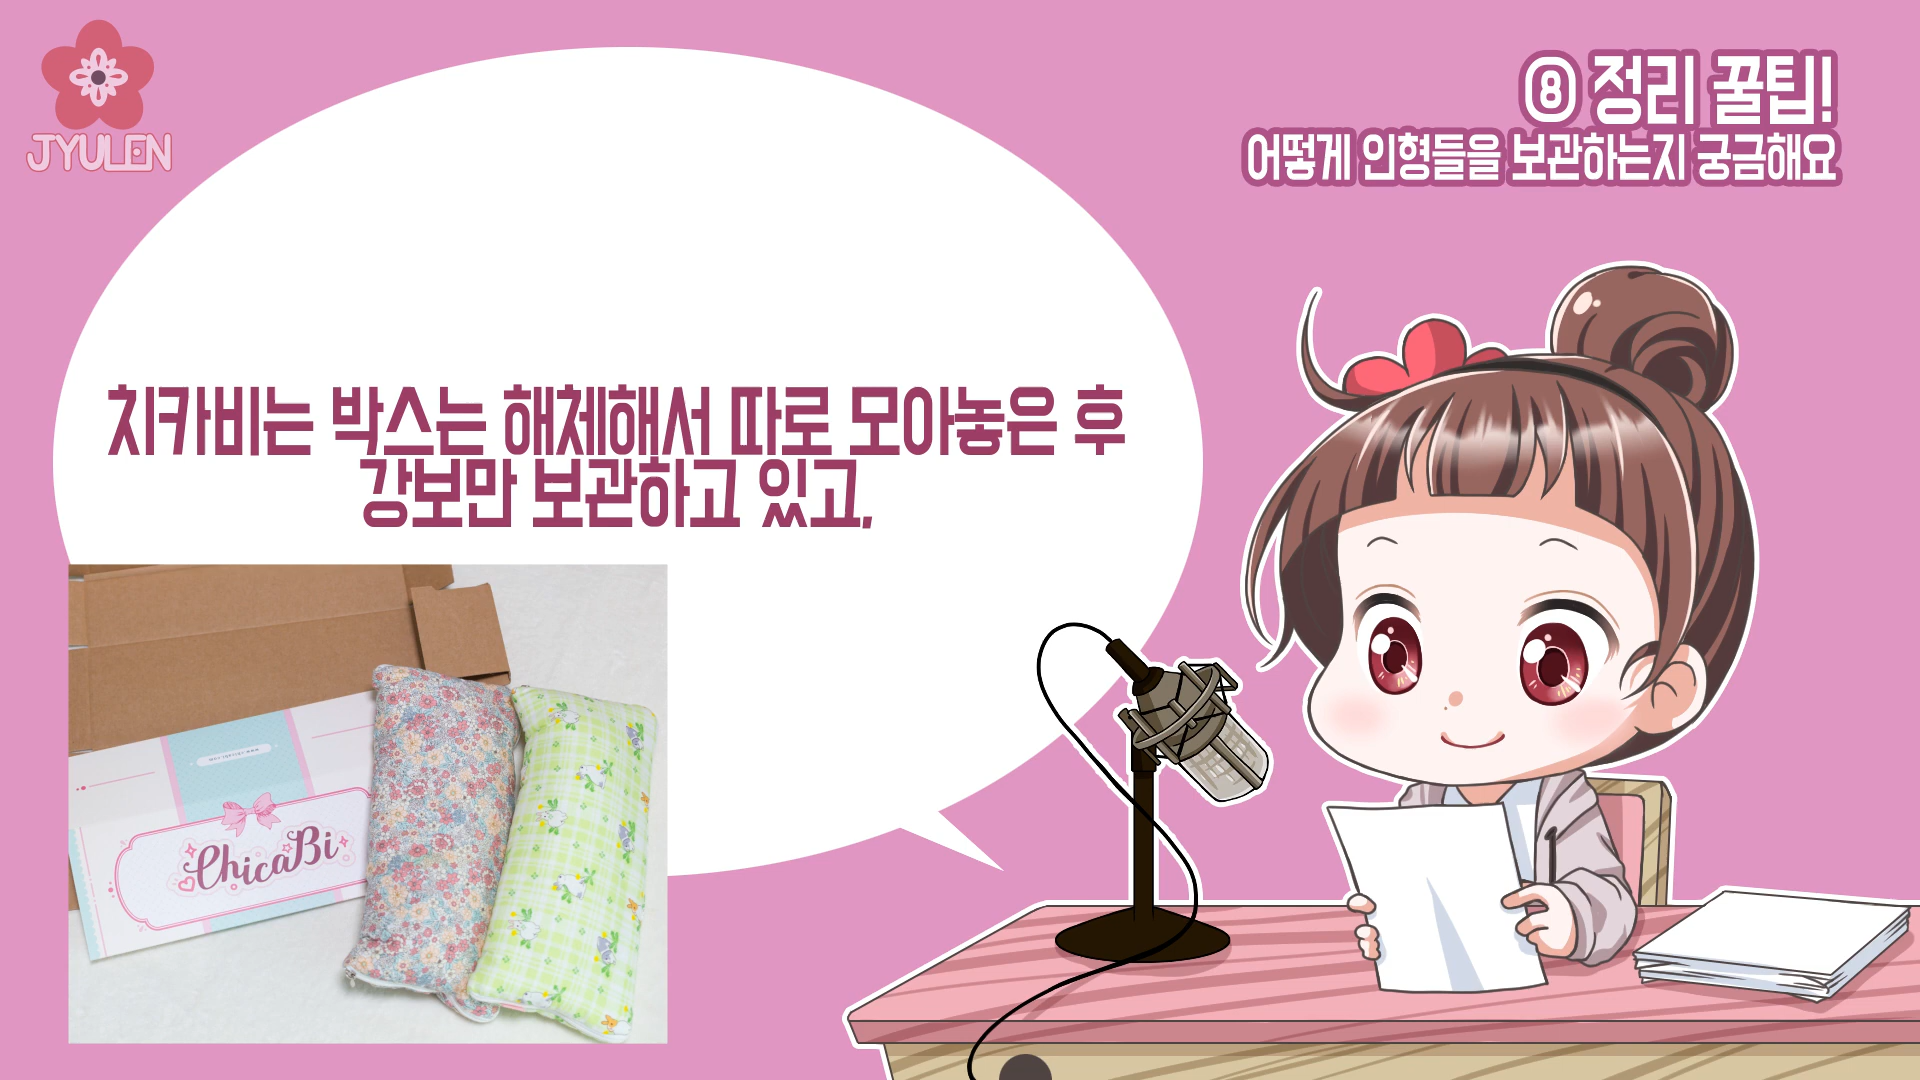 JYULEN
⑧ 정리 꿀팁!
어떻게 인형들을 보관하는지 궁금해요
치카비는 박스는 해체해서 따로 모아놓은 후
강보만 보관하고 있고,
ChicaBi